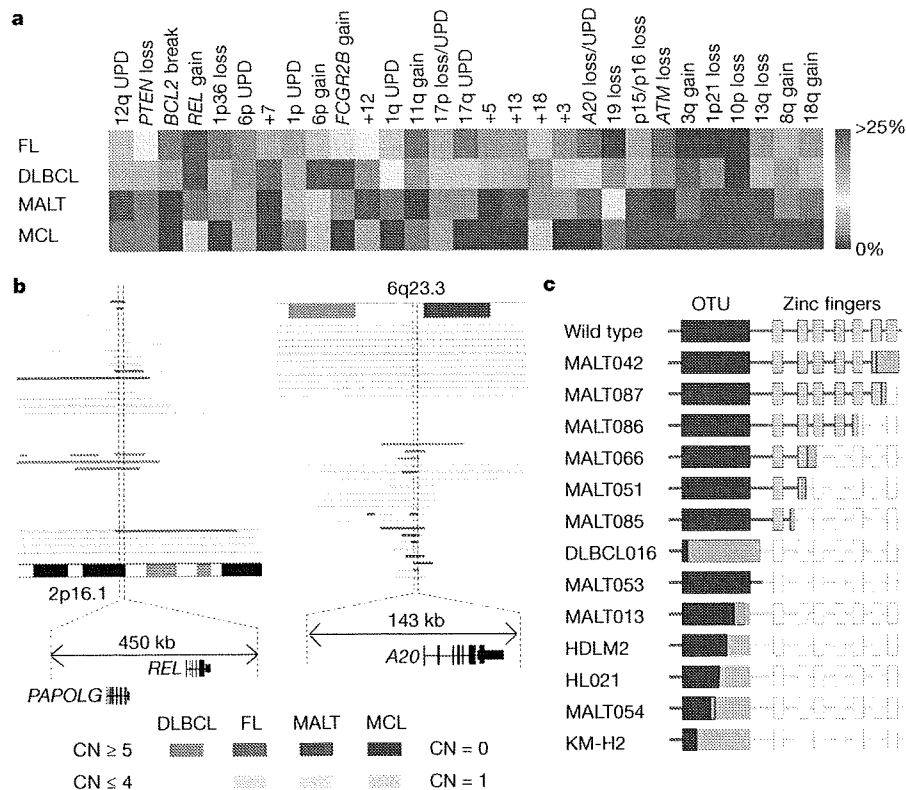 a
12q UPD
PTEN loss
BCL2 break
REL gain
1p36 loss
6p UPD
+7
1p UPD
6p gain
FCGR2B gain
+12
1q UPD
11q gain
17p loss/UPD
17q UPD
+5
+13
+18
+3
A20 loss/UPD
19 loss
p15/p16 loss
ATM loss
3q gain
1p21 loss
10p loss
13q loss
8q gain
18q gain
FL
DLBCL
MALT
MCL
>25%
0%
b
2p16.1
450 kb
REL
PAPOLG
6q23.3
143 kb
A20
DLBCL FL MALT MCL
CN ≥ 5 CN = 0
CN ≤ 4 CN = 1
c
OTU Zinc fingers
Wild type
MALT042
MALT087
MALT086
MALT066
MALT051
MALT085
DLBCL016
MALT053
MALT013
HDLM2
HL021
MALT054
KM-H2